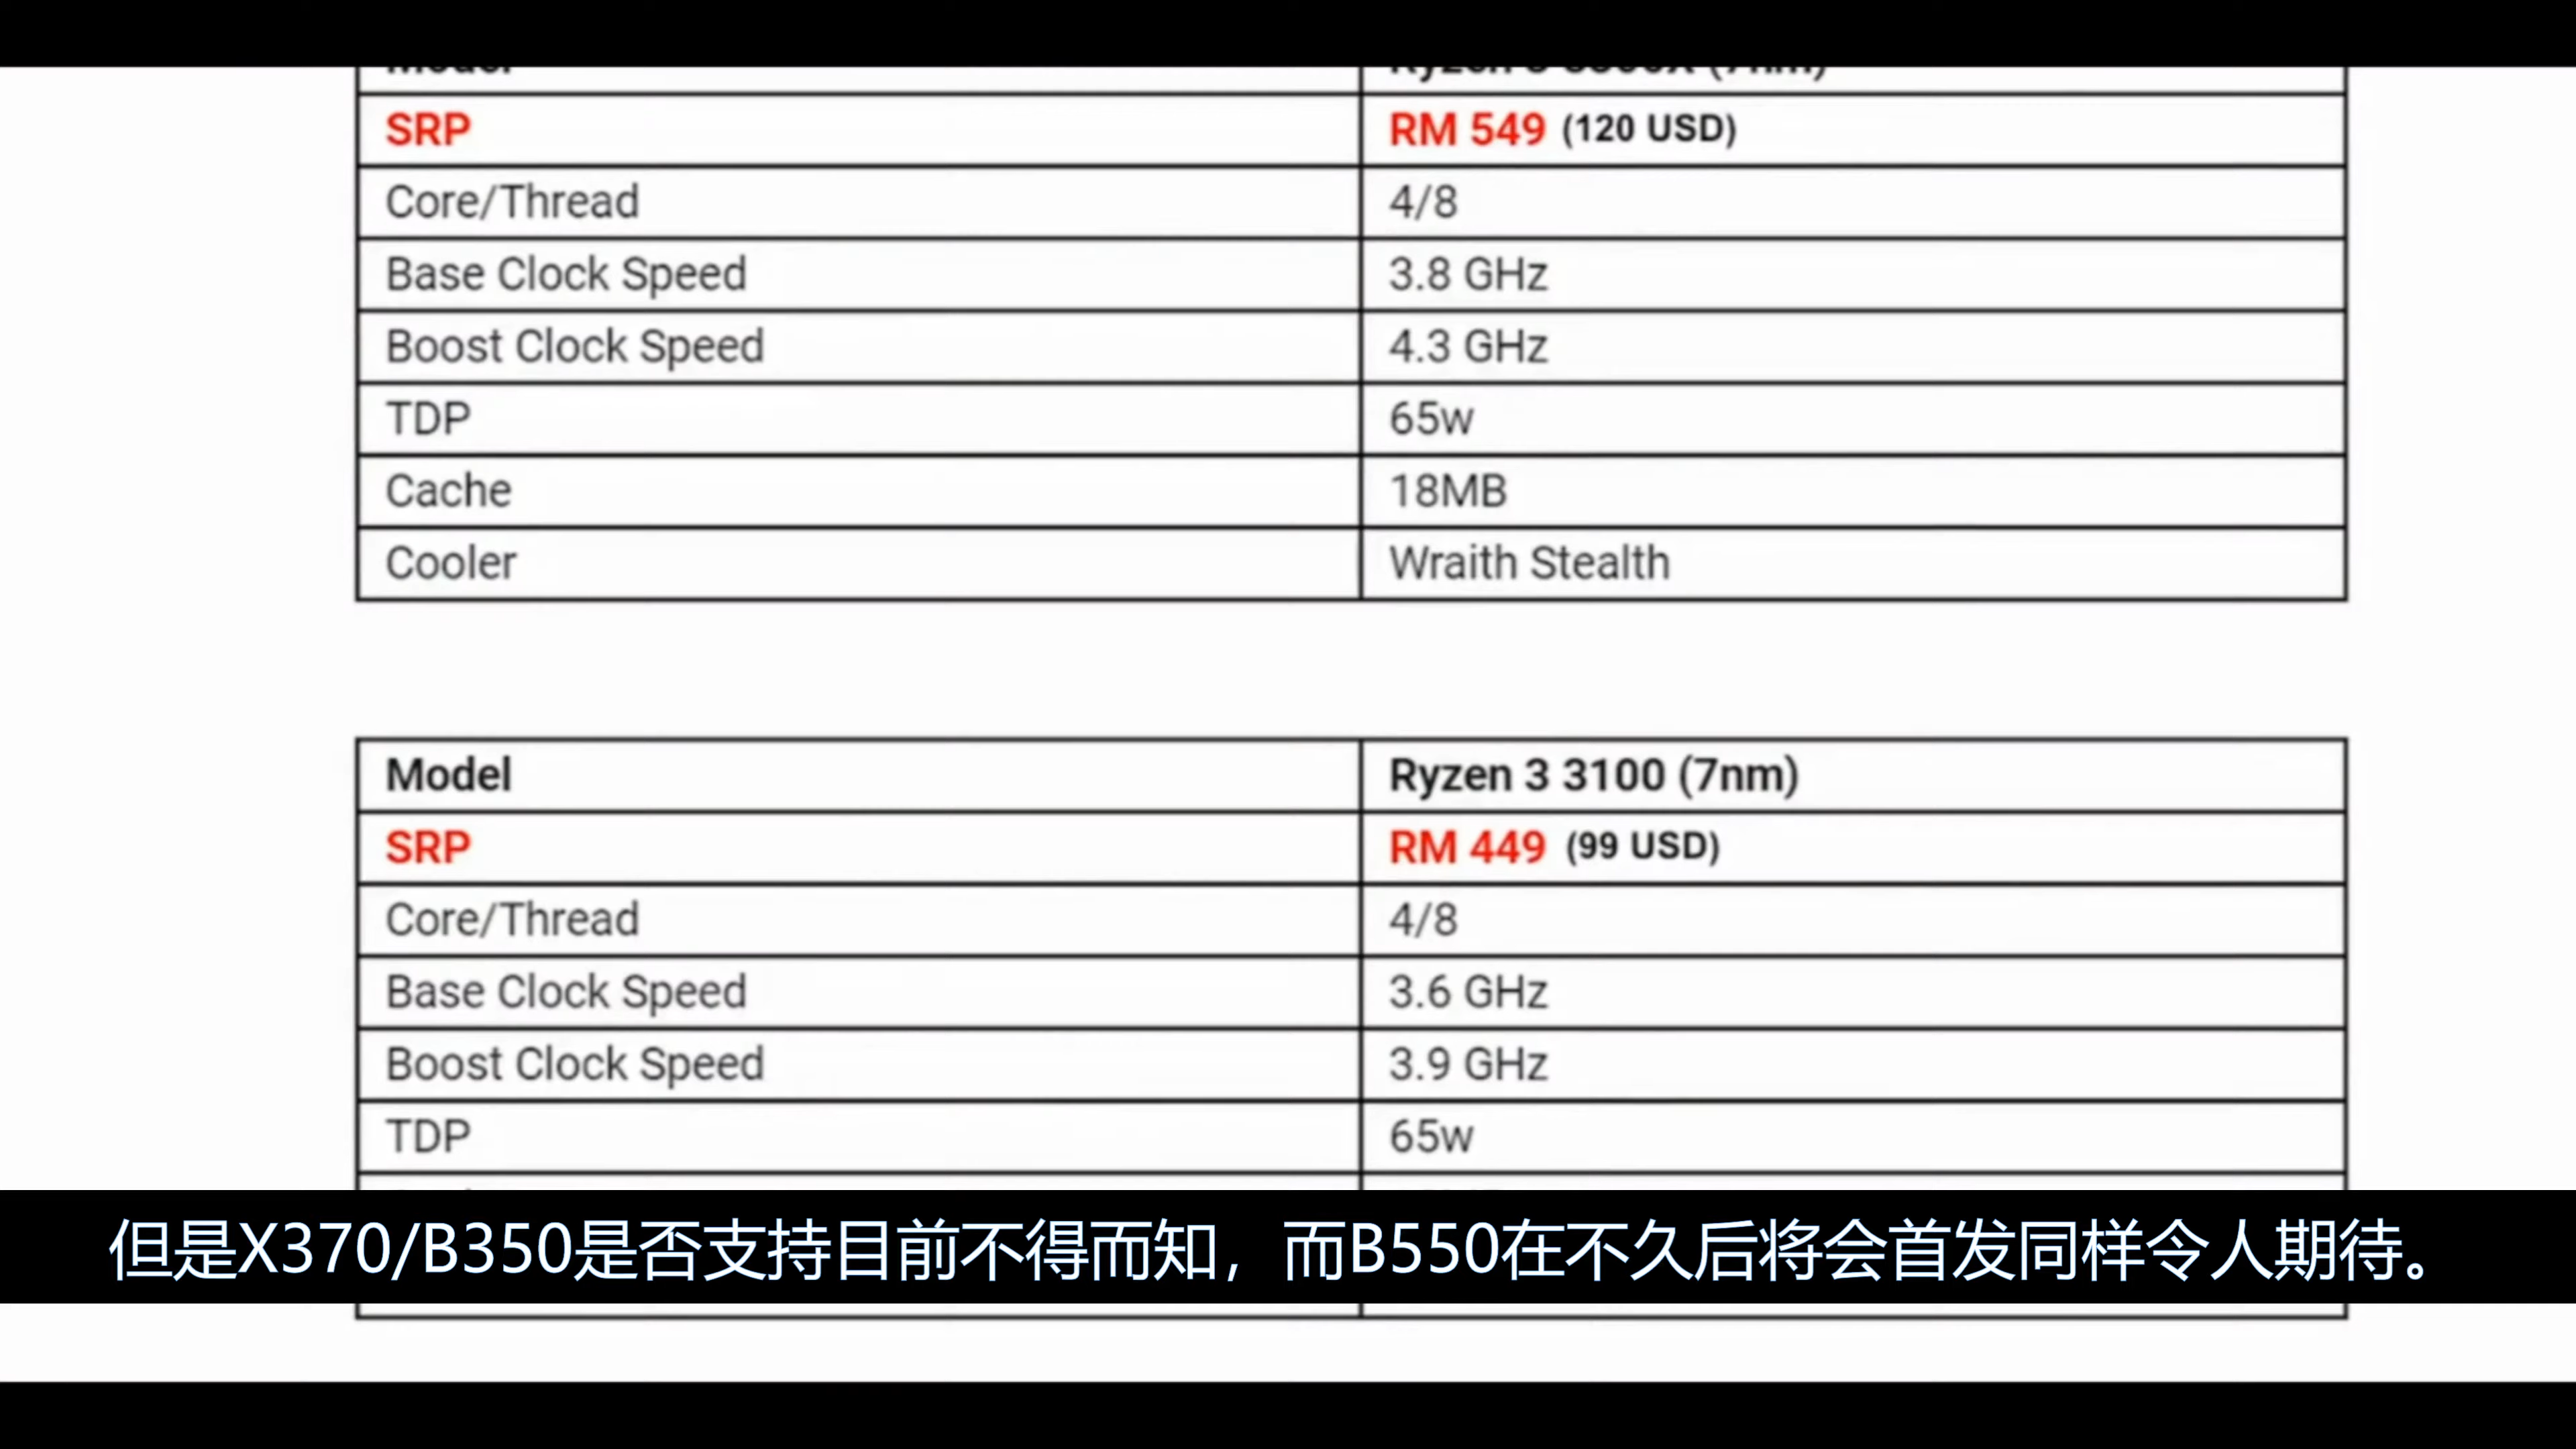 SRP RM 549 (120 USD)
Core/Thread 4/8
Base Clock Speed 3.8 GHz
Boost Clock Speed 4.3 GHz
TDP 65w
Cache 18MB
Cooler Wraith Stealth
Model Ryzen 3 3100 (7nm)
SRP RM 449 (99 USD)
Core/Thread 4/8
Base Clock Speed 3.6 GHz
Boost Clock Speed 3.9 GHz
TDP 65w
但是X370/B350是否支持目前不得而知，而B550在不久后将会首发同样令人期待。